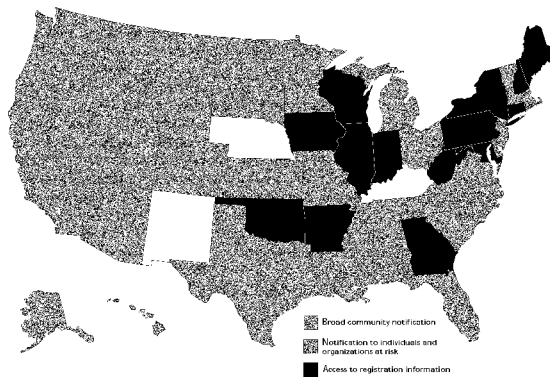 Broad community notification
Notification to individuals and
organizations at risk
Access to registration information